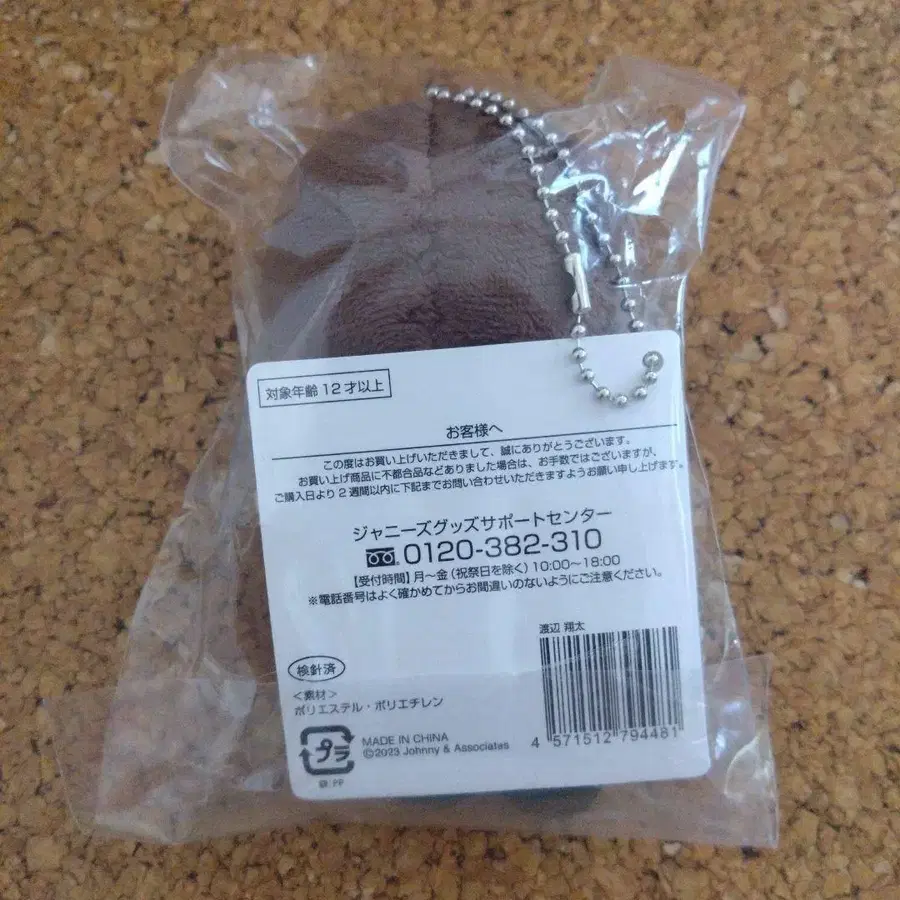 対象年齢 12 才以上
お客様へ
この度はお買い上げいただきまして、誠にありがとうございます。
お買い上げ商品に不都合品などありました場合は、お手数ではございますが、
ご購入日より2週間以内に下記までお問い合わせいただきますようお願い申し上げます。
ジャニーズグッズサポートセンター
0120-382-310
【受付時間】月〜金(祝祭日を除く)10:00〜18:00
※電話番号はよく確かめてからお間違いのないようにご注意ください。
渡辺 翔太
検針済
<素材>
ポリエステル・ポリエチレン
プラ
MADE IN CHINA
©2023 Johnny & Associates
4 571512 794481
袋:PP